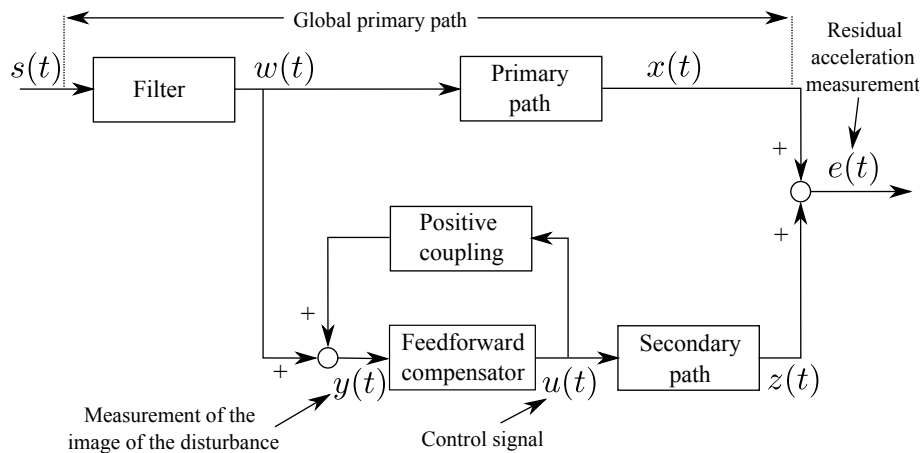 Global primary path
Residual
acceleration
measurement
s(t)
Filter
w(t)
Primary
path
x(t)
+
e(t)
+
Positive
coupling
+
+
y(t)
Feedforward
compensator
u(t)
Secondary
path
z(t)
Measurement of the
image of the disturbance
Control signal